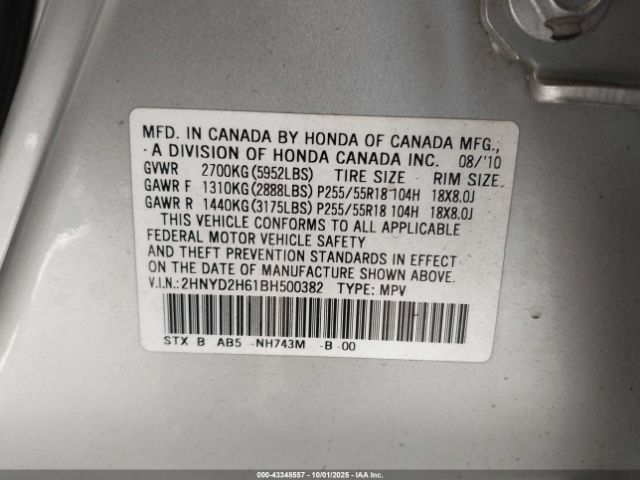 MFD. IN CANADA BY HONDA OF CANADA MFG.,
A DIVISION OF HONDA CANADA INC. 08/'10
GVWR 2700KG(5952LBS) TIRE SIZE RIM SIZE
GAWR F 1310KG(2888LBS) P255/55R18 104H 18X8.0J
GAWR R 1440KG(3175LBS) P255/55R18 104H 18X8.0J
THIS VEHICLE CONFORMS TO ALL APPLICABLE
FEDERAL MOTOR VEHICLE SAFETY
AND THEFT PREVENTION STANDARDS IN EFFECT
ON THE DATE OF MANUFACTURE SHOWN ABOVE.
V.I.N.:2HNYD2H61BH500382 TYPE: MPV
STX B AB5 -NH743M -B -00
000-43348557 - 10/01/2025 - IAAI.COM